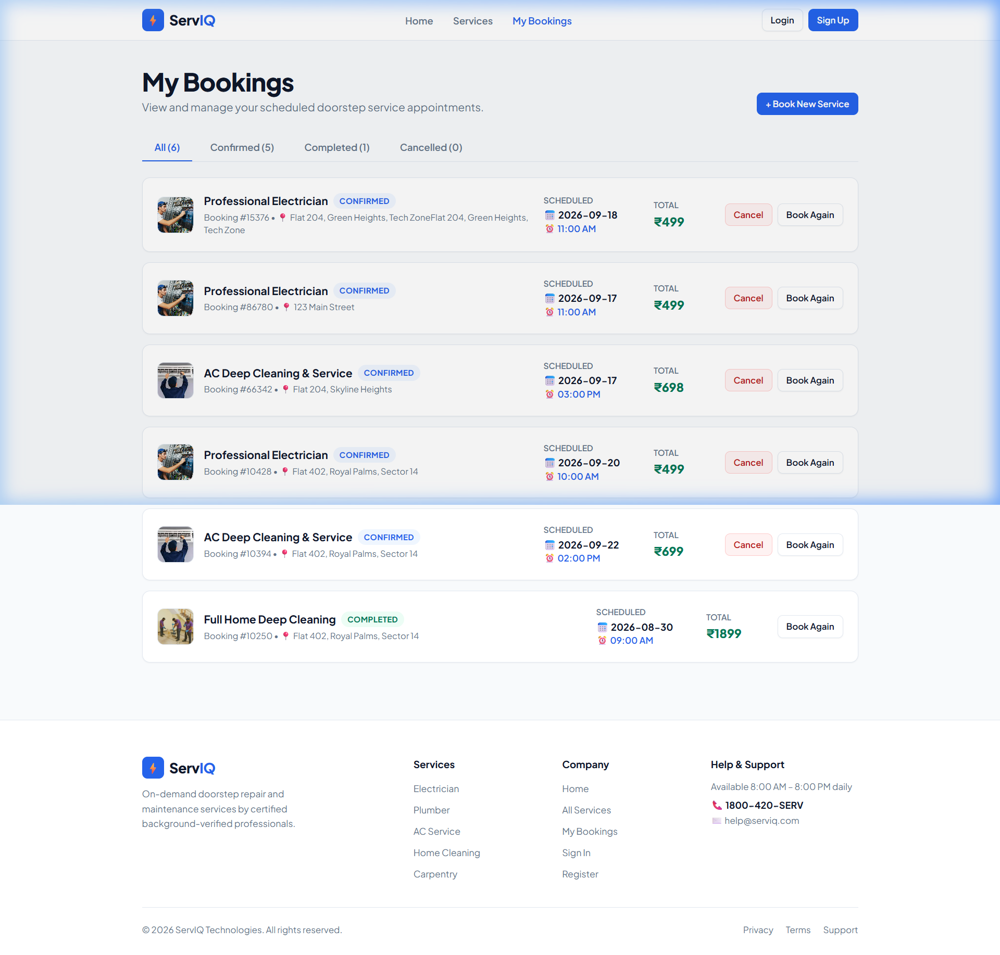 ServIQ
Home Services My Bookings
Login Sign Up
My Bookings
View and manage your scheduled doorstep service appointments.
+ Book New Service
All (6) Confirmed (5) Completed (1) Cancelled (0)
Professional Electrician CONFIRMED
Booking #15376 • 📍 Flat 204, Green Heights, Tech ZoneFlat 204, Green Heights,
Tech Zone
SCHEDULED
📅 2026-09-18
⏰ 11:00 AM
TOTAL
₹499
Cancel Book Again
Professional Electrician CONFIRMED
Booking #86780 • 📍 123 Main Street
SCHEDULED
📅 2026-09-17
⏰ 11:00 AM
TOTAL
₹499
Cancel Book Again
AC Deep Cleaning & Service CONFIRMED
Booking #66342 • 📍 Flat 204, Skyline Heights
SCHEDULED
📅 2026-09-17
⏰ 03:00 PM
TOTAL
₹698
Cancel Book Again
Professional Electrician CONFIRMED
Booking #10428 • 📍 Flat 402, Royal Palms, Sector 14
SCHEDULED
📅 2026-09-20
⏰ 10:00 AM
TOTAL
₹499
Cancel Book Again
AC Deep Cleaning & Service CONFIRMED
Booking #10394 • 📍 Flat 402, Royal Palms, Sector 14
SCHEDULED
📅 2026-09-22
⏰ 02:00 PM
TOTAL
₹699
Cancel Book Again
Full Home Deep Cleaning COMPLETED
Booking #10250 • 📍 Flat 402, Royal Palms, Sector 14
SCHEDULED
📅 2026-08-30
⏰ 09:00 AM
TOTAL
₹1899
Book Again
ServIQ
On-demand doorstep repair and
maintenance services by certified
background-verified professionals.
Services
Electrician
Plumber
AC Service
Home Cleaning
Carpentry
Company
Home
All Services
My Bookings
Sign In
Register
Help & Support
Available 8:00 AM – 8:00 PM daily
📞 1800-420-SERV
✉️ help@serviq.com
© 2026 ServIQ Technologies. All rights reserved.
Privacy Terms Support